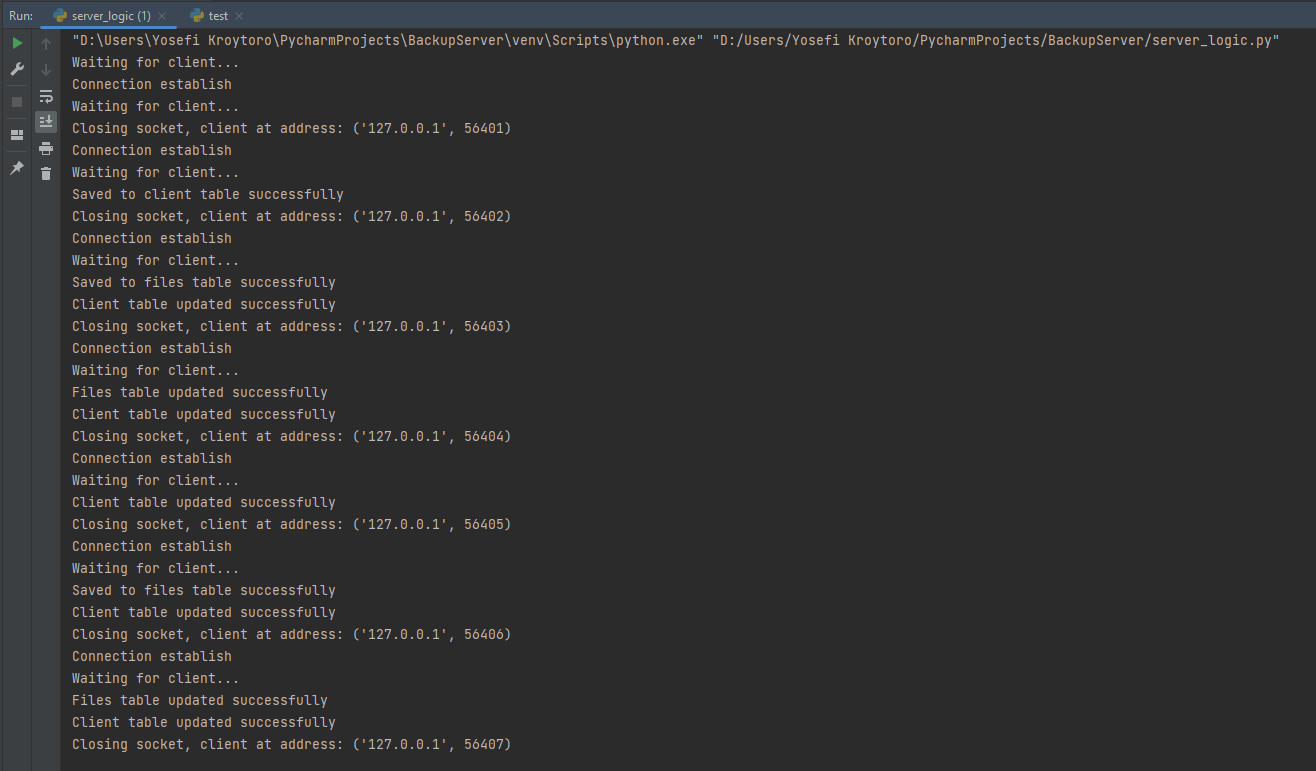 Run: server_logic (1) test
"D:\Users\Yosefi Kroytoro\PycharmProjects\BackupServer\venv\Scripts\python.exe" "D:/Users/Yosefi Kroytoro/PycharmProjects/BackupServer/server_logic.py"
Waiting for client...
Connection establish
Waiting for client...
Closing socket, client at address: ('127.0.0.1', 56401)
Connection establish
Waiting for client...
Saved to client table successfully
Closing socket, client at address: ('127.0.0.1', 56402)
Connection establish
Waiting for client...
Saved to files table successfully
Client table updated successfully
Closing socket, client at address: ('127.0.0.1', 56403)
Connection establish
Waiting for client...
Files table updated successfully
Client table updated successfully
Closing socket, client at address: ('127.0.0.1', 56404)
Connection establish
Waiting for client...
Client table updated successfully
Closing socket, client at address: ('127.0.0.1', 56405)
Connection establish
Waiting for client...
Saved to files table successfully
Client table updated successfully
Closing socket, client at address: ('127.0.0.1', 56406)
Connection establish
Waiting for client...
Files table updated successfully
Client table updated successfully
Closing socket, client at address: ('127.0.0.1', 56407)